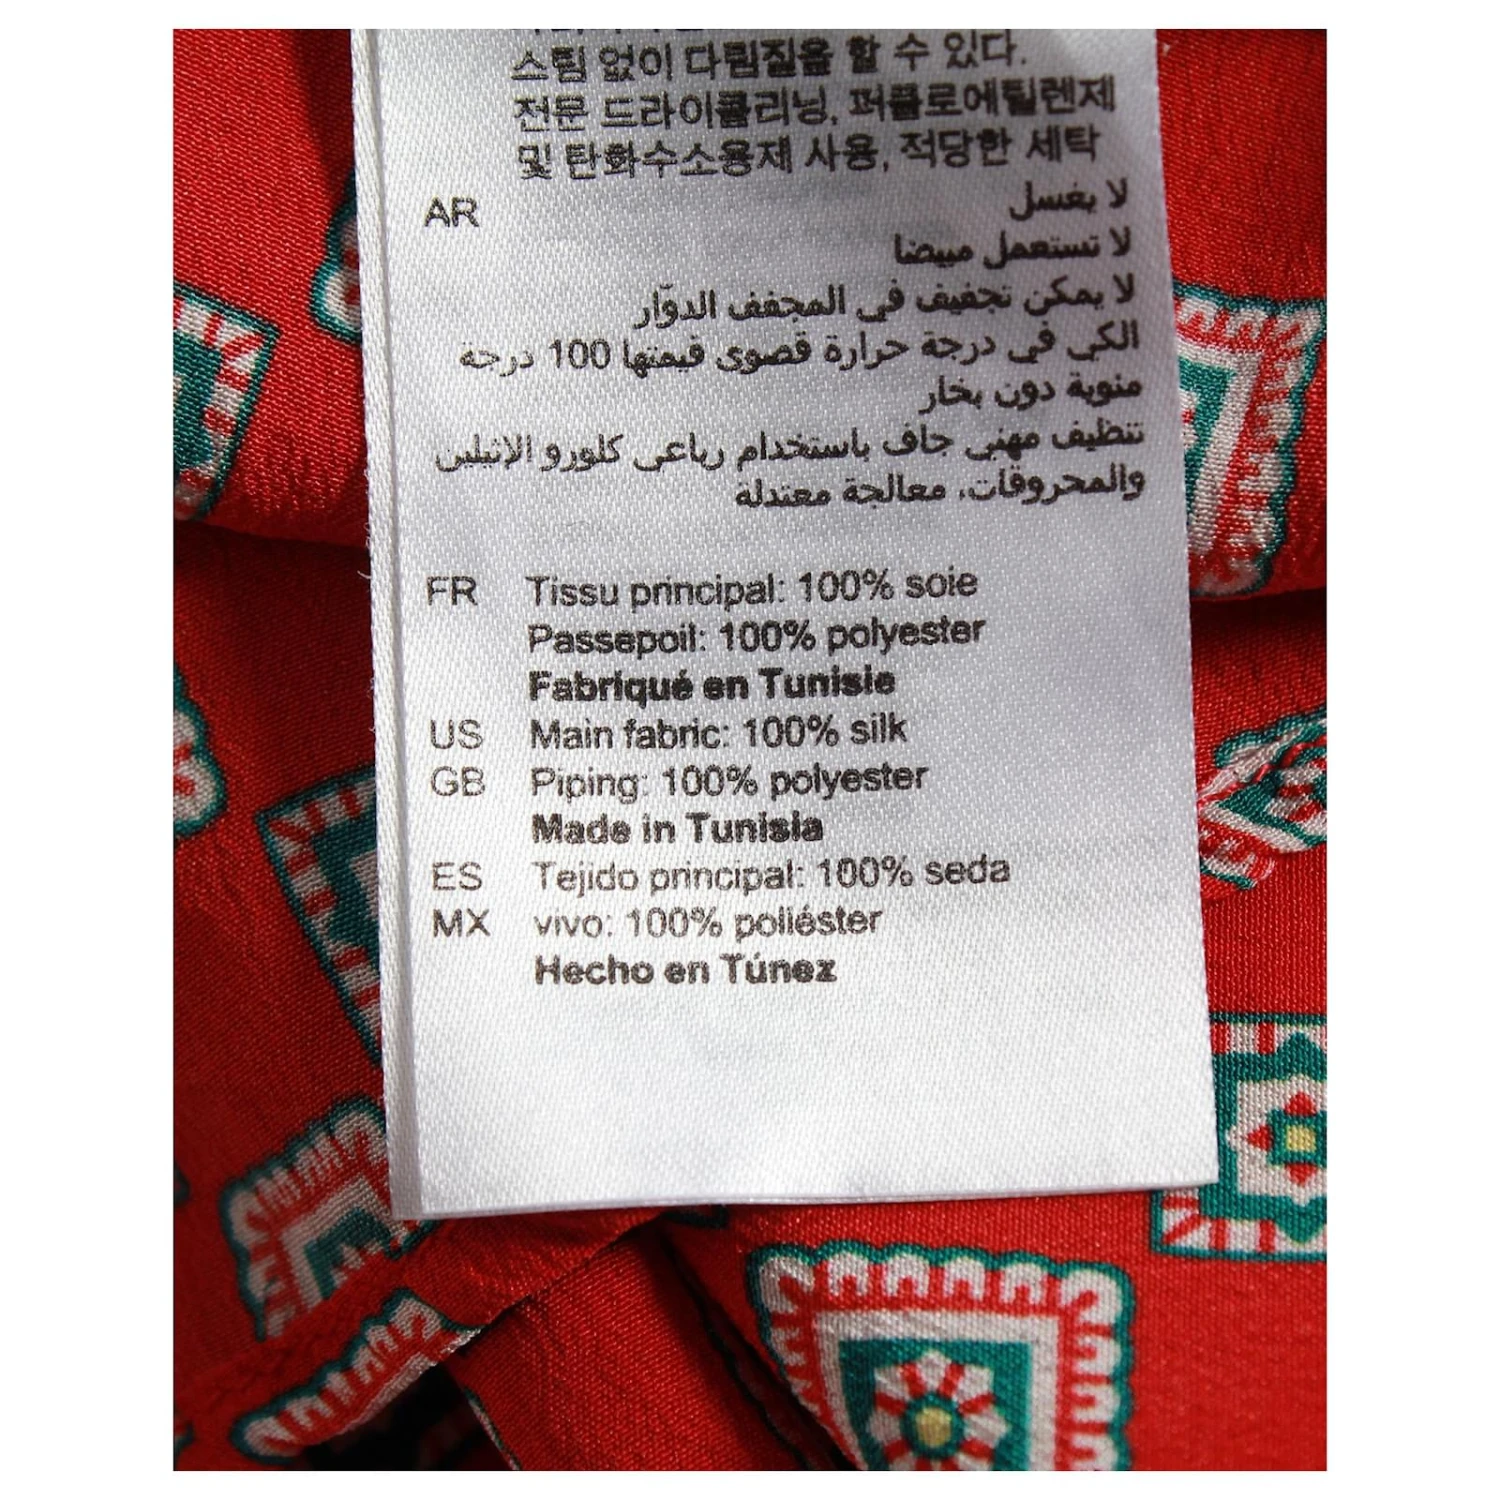 스팀 없이 다림질을 할 수 있다.
전문 드라이클리닝, 퍼클로로에틸렌제
및 탄화수소용제 사용, 적당한 세탁
AR لا يغسل
لا تستعمل مبيضا
لا يمكن تجفيف في المجفف الدوّار
الكي في درجة حرارة قصوى قيمتها 100 درجة
منوية دون بخار
تنظيف مهني جاف باستخدام رباعي كلورو الاثيلين
والمحروقات، معالجة معتدلة
FR Tissu principal: 100% soie
Passepoil: 100% polyester
Fabriqué en Tunisie
US Main fabric: 100% silk
GB Piping: 100% polyester
Made in Tunisia
ES Tejido principal: 100% seda
MX vivo: 100% poliéster
Hecho en Túnez